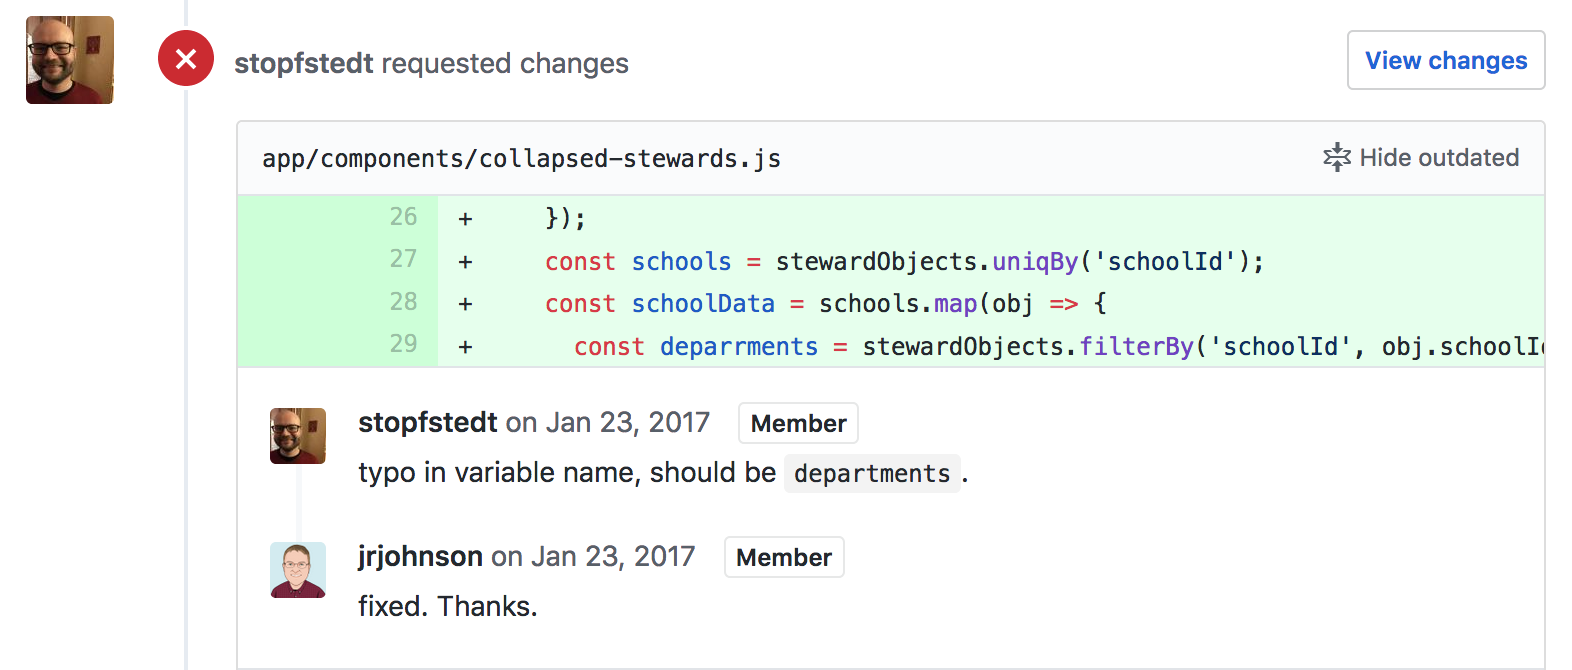 stopfstedt requested changes
View changes
app/components/collapsed-stewards.js
Hide outdated
26 + });
27 + const schools = stewardObjects.uniqBy('schoolId');
28 + const schoolData = schools.map(obj => {
29 + const deparrments = stewardObjects.filterBy('schoolId', obj.schoolI
stopfstedt on Jan 23, 2017 Member
typo in variable name, should be departments.
jrjohnson on Jan 23, 2017 Member
fixed. Thanks.